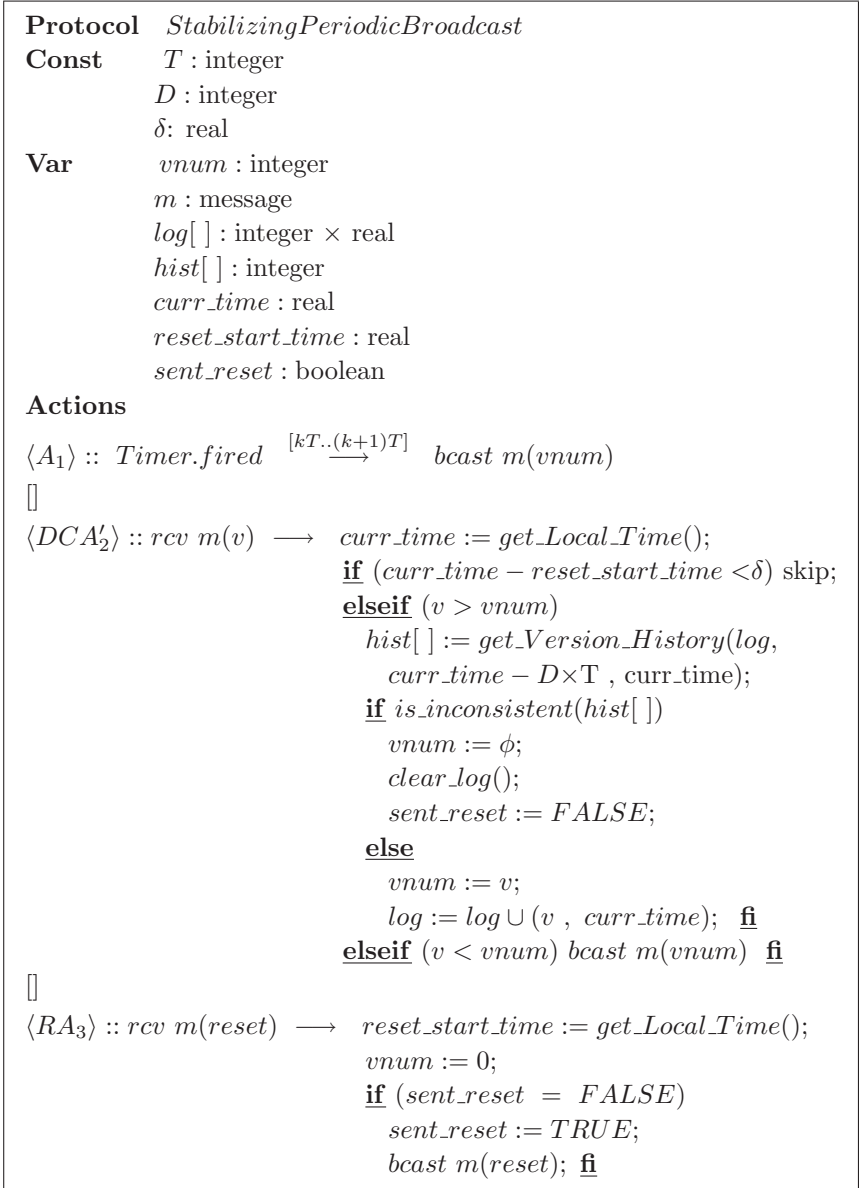 Protocol StabilizingPeriodicBroadcast
Const T : integer
D : integer
δ: real
Var vnum : integer
m : message
log[ ] : integer × real
hist[ ] : integer
curr_time : real
reset_start_time : real
sent_reset : boolean
Actions
⟨A₁⟩ :: Timer.fired [kT..(k+1)T] ⟶ bcast m(vnum)
[]
⟨DCA′₂⟩ :: rcv m(v) ⟶ curr_time := get_Local_Time();
if (curr_time − reset_start_time <δ) skip;
elseif (v > vnum)
hist[ ] := get_Version_History(log,
curr_time − D×T , curr_time);
if is_inconsistent(hist[ ])
vnum := ϕ;
clear_log();
sent_reset := FALSE;
else
vnum := v;
log := log ∪ (v , curr_time); fi
elseif (v < vnum) bcast m(vnum) fi
[]
⟨RA₃⟩ :: rcv m(reset) ⟶ reset_start_time := get_Local_Time();
vnum := 0;
if (sent_reset = FALSE)
sent_reset := TRUE;
bcast m(reset); fi